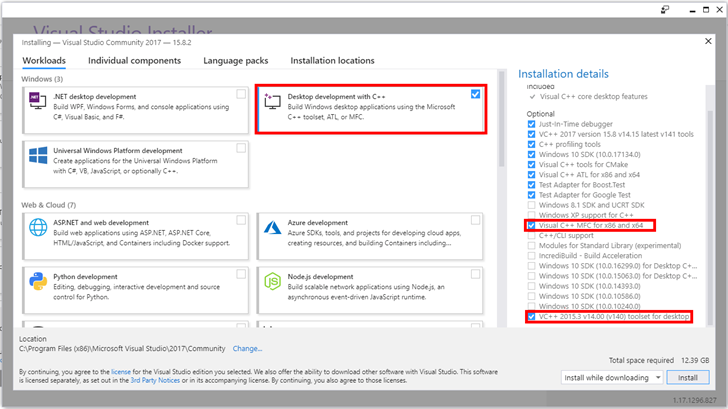 Visual Studio Installer
Installing — Visual Studio Community 2017 — 15.8.2
Workloads Individual components Language packs Installation locations
Windows (3)
.NET desktop development
Build WPF, Windows Forms, and console applications using
C#, Visual Basic, and F#.
Desktop development with C++
Build Windows desktop applications using the Microsoft
C++ toolset, ATL, or MFC.
Universal Windows Platform development
Create applications for the Universal Windows Platform
with C#, VB, JavaScript, or optionally C++.
Web & Cloud (7)
ASP.NET and web development
Build web applications using ASP.NET, ASP.NET Core,
HTML/JavaScript, and Containers including Docker support.
Azure development
Azure SDKs, tools, and projects for developing cloud apps,
creating resources, and building Containers including...
Python development
Editing, debugging, interactive development and source
control for Python.
Node.js development
Build scalable network applications using Node.js, an
asynchronous event-driven JavaScript runtime.
Installation details
Included
Visual C++ core desktop features
Optional
Just-In-Time debugger
VC++ 2017 version 15.8 v14.15 latest v141 tools
C++ profiling tools
Windows 10 SDK (10.0.17134.0)
Visual C++ tools for CMake
Visual C++ ATL for x86 and x64
Test Adapter for Boost.Test
Test Adapter for Google Test
Windows 8.1 SDK and UCRT SDK
Windows XP support for C++
Visual C++ MFC for x86 and x64
C++/CLI support
Modules for Standard Library (experimental)
IncrediBuild - Build Acceleration
Windows 10 SDK (10.0.16299.0) for Desktop C...
Windows 10 SDK (10.0.15063.0) for Desktop C...
Windows 10 SDK (10.0.14393.0)
Windows 10 SDK (10.0.10586.0)
Windows 10 SDK (10.0.10240.0)
VC++ 2015.3 v14.00 (v140) toolset for desktop
Location
C:\Program Files (x86)\Microsoft Visual Studio\2017\Community Change...
Total space required 12.39 GB
By continuing, you agree to the license for the Visual Studio edition you selected. We also offer the ability to download other software with Visual Studio. This software
is licensed separately, as set out in the 3rd Party Notices or in its accompanying license. By continuing, you also agree to those licenses.
Install while downloading Install
1.17.1296.827